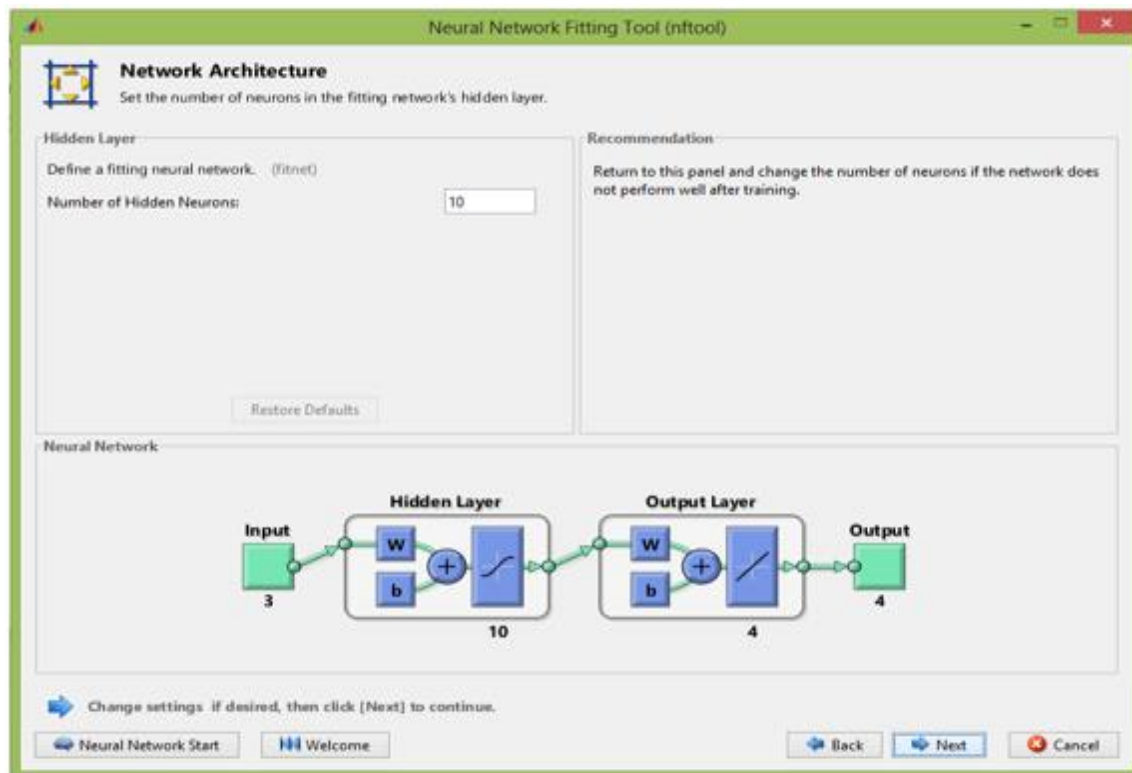 Neural Network Fitting Tool (nftool)
Network Architecture
Set the number of neurons in the fitting network's hidden layer.
Hidden Layer
Define a fitting neural network. (fitnet)
Number of Hidden Neurons: 10
Restore Defaults
Recommendation
Return to this panel and change the number of neurons if the network does
not perform well after training.
Neural Network
Hidden Layer Output Layer
Input Output
W W
b b
+ +
3 4
10 4
Change settings if desired, then click [Next] to continue.
Neural Network Start Welcome Back Next Cancel